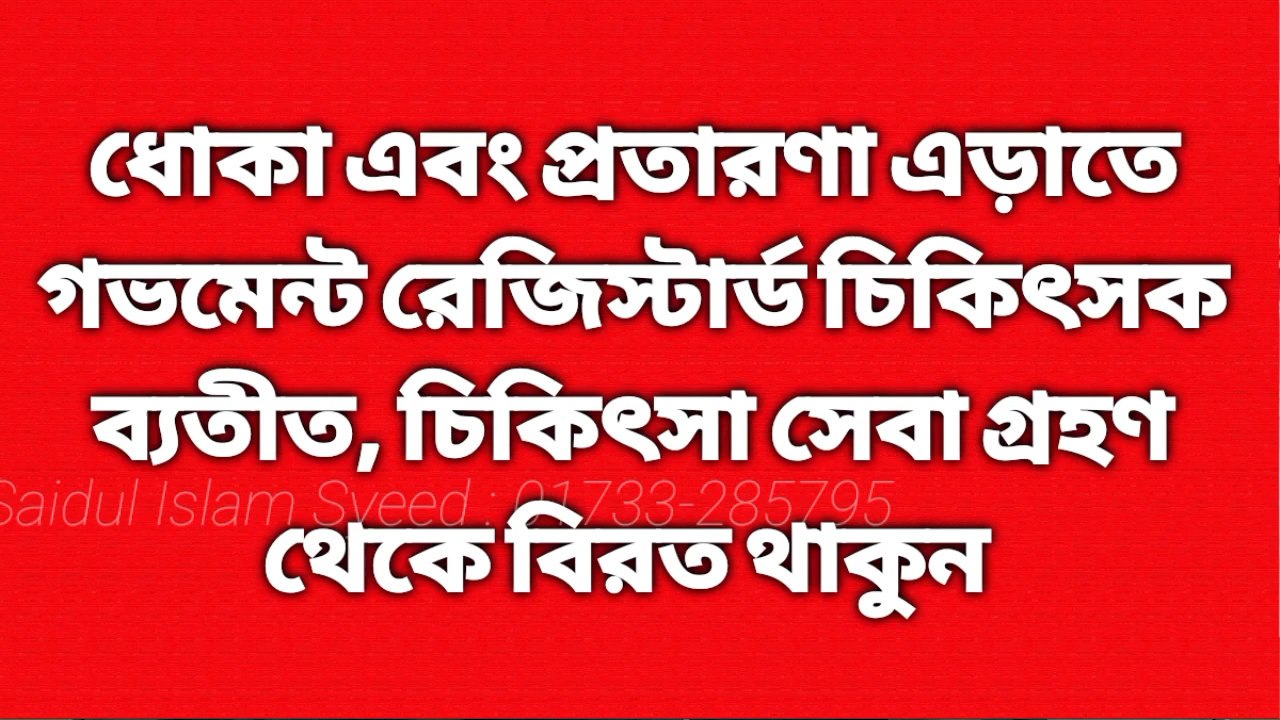 ধোকা এবং প্রতারণা এড়াতে
গভমেন্ট রেজিস্টার্ড চিকিৎসক
ব্যতীত, চিকিৎসা সেবা গ্রহণ
Saidul Islam Syeed : 01733-285795
থেকে বিরত থাকুন